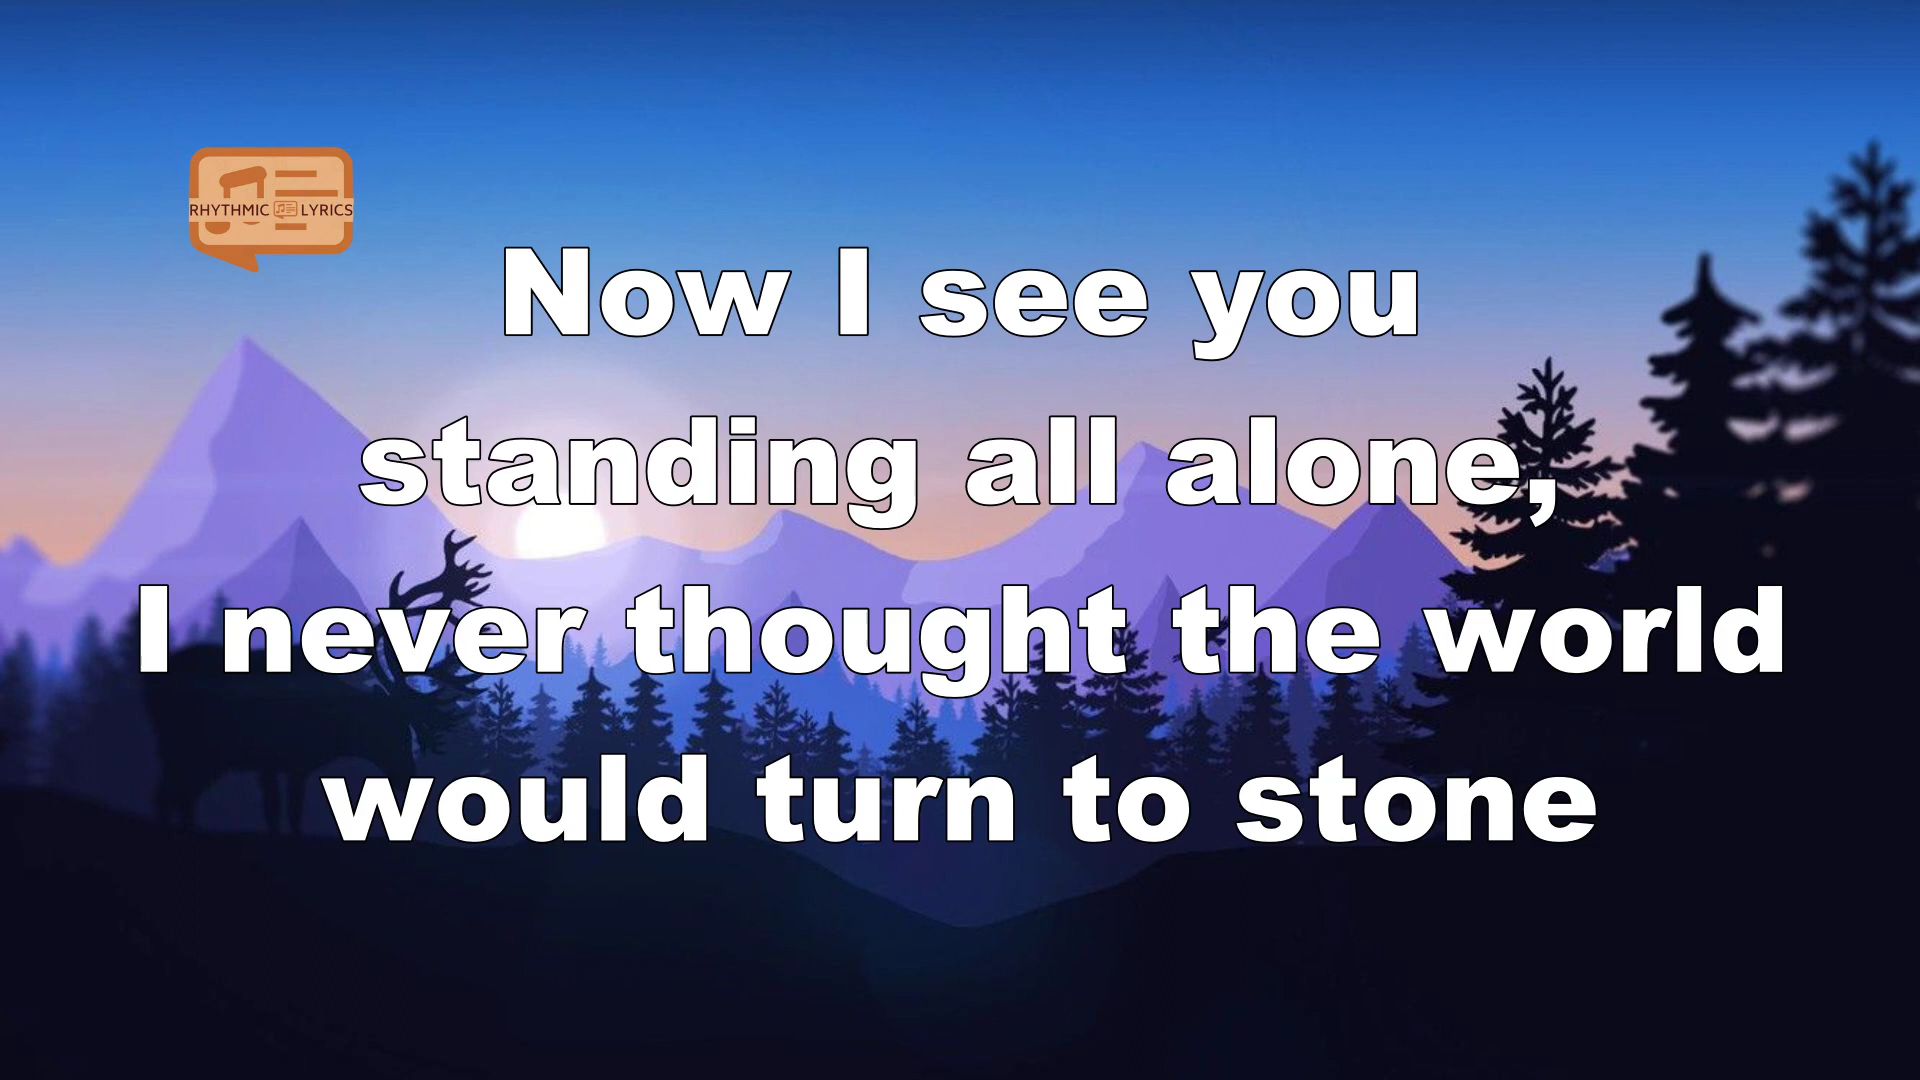 RHYTHMIC LYRICS
Now I see you
standing all alone,
I never thought the world
would turn to stone